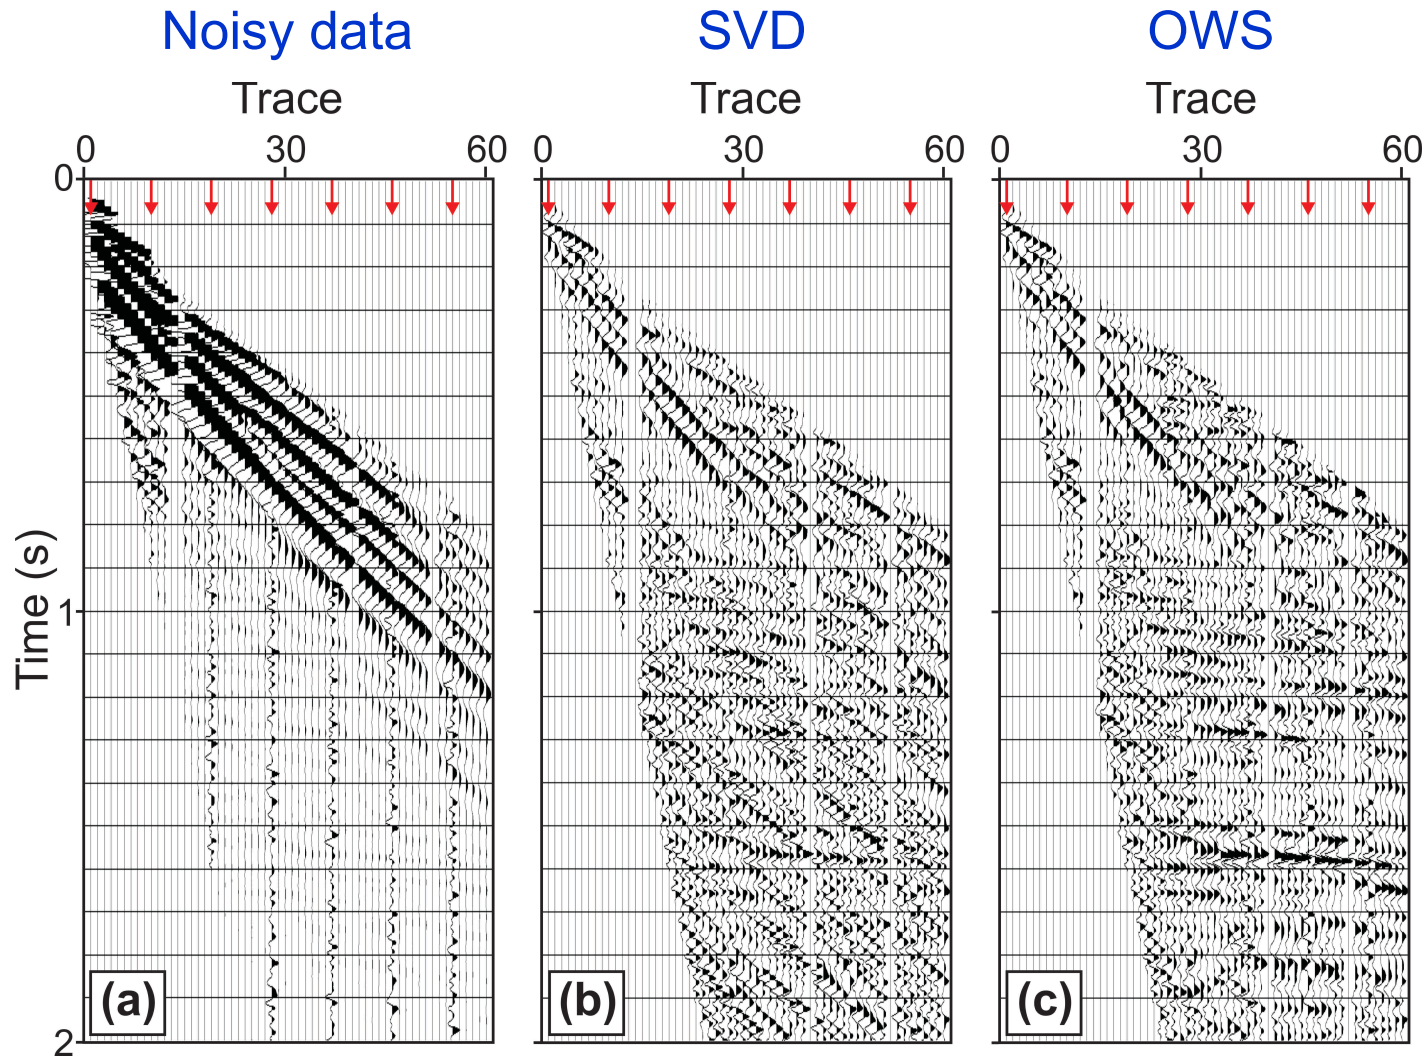 Noisy data SVD OWS
Trace Trace Trace
0 30 60 0 30 60 0 30 60
0
Time (s)
1
2
(a) (b) (c)